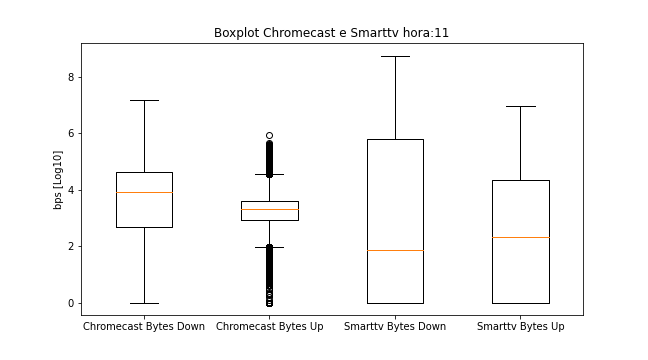 Boxplot Chromecast e Smarttv hora:11
bps [Log10]
8
6
4
2
0
Chromecast Bytes Down Chromecast Bytes Up Smarttv Bytes Down Smarttv Bytes Up